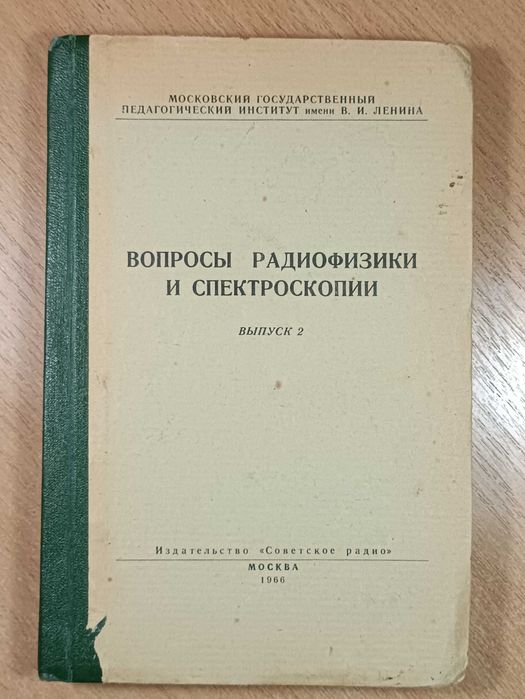 МОСКОВСКИЙ ГОСУДАРСТВЕННЫЙ
ПЕДАГОГИЧЕСКИЙ ИНСТИТУТ имени В. И. ЛЕНИНА
ВОПРОСЫ РАДИОФИЗИКИ
И СПЕКТРОСКОПИИ
ВЫПУСК 2
Издательство «Советское радио»
МОСКВА
1966